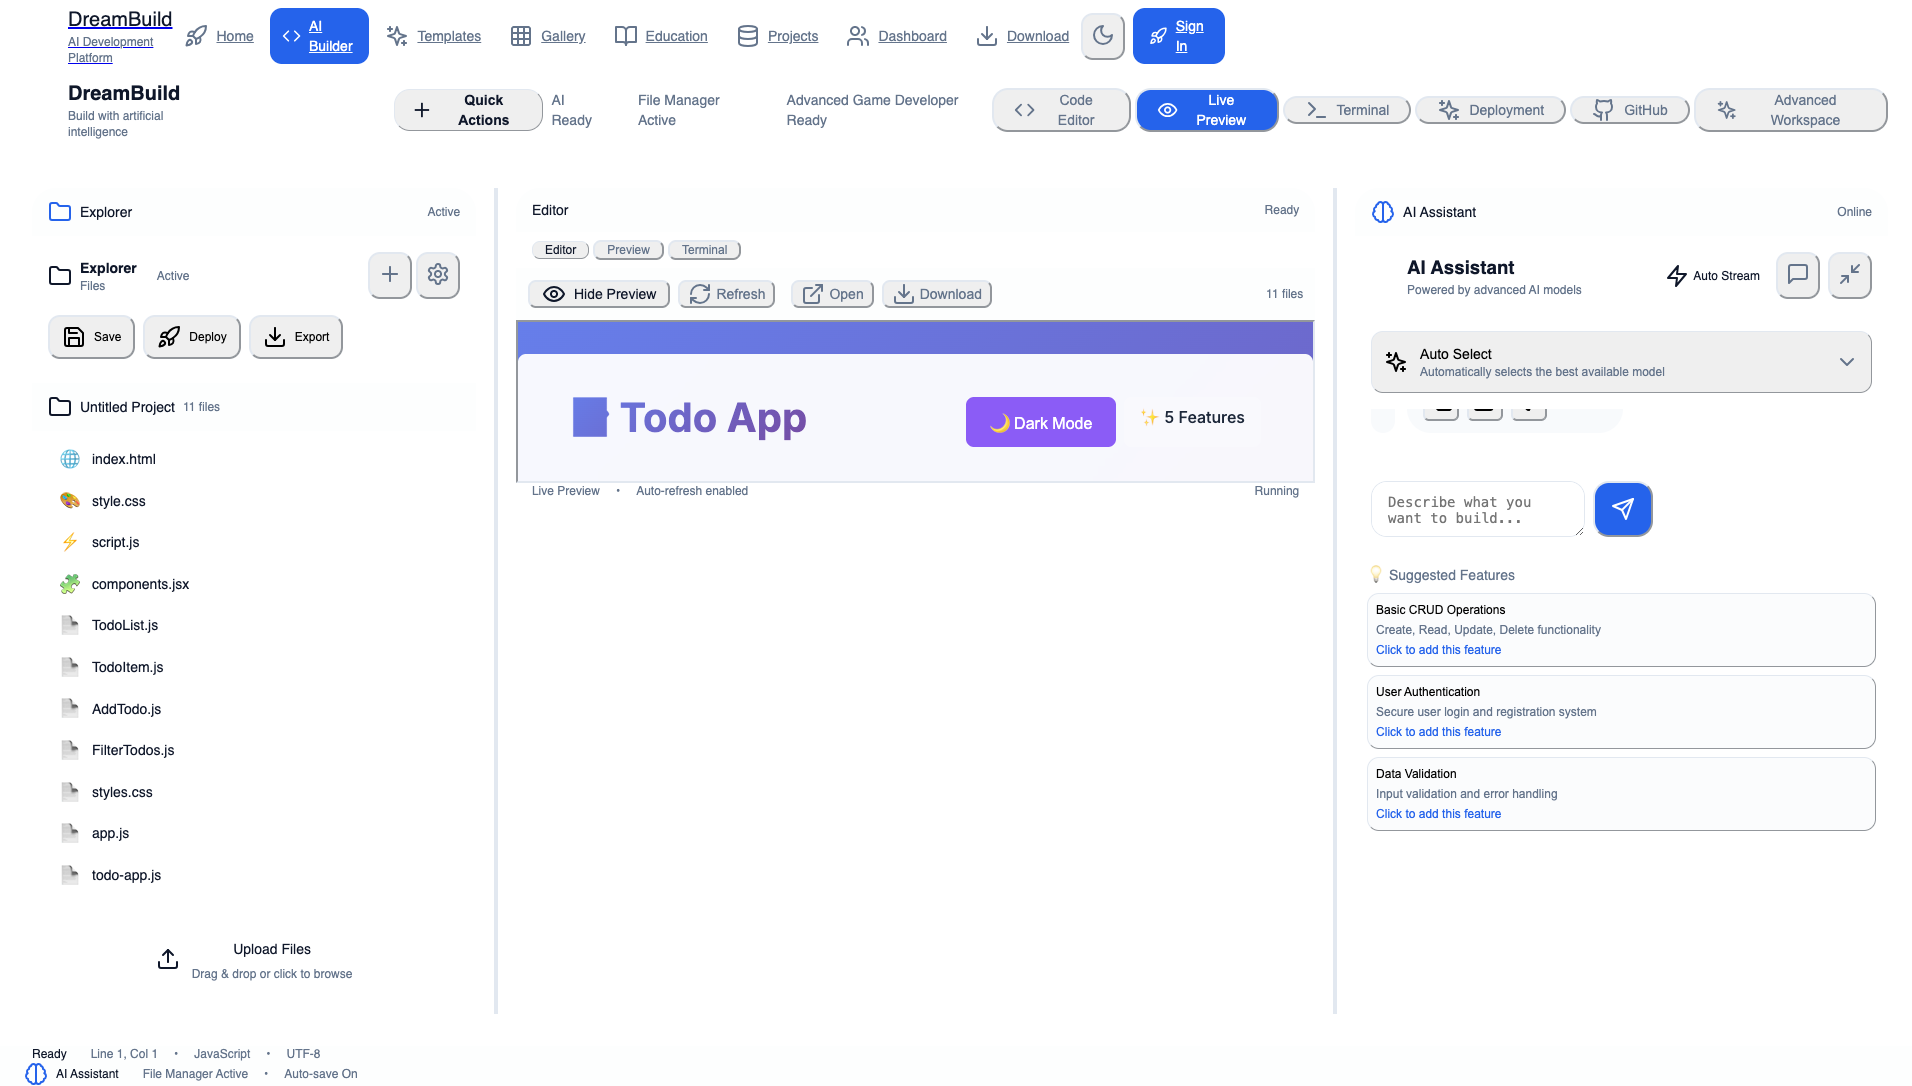 DreamBuild
AI Development
Platform
Home
AI
Builder
Templates
Gallery
Education
Projects
Dashboard
Download
Sign
In
DreamBuild
Build with artificial
intelligence
Quick
Actions
AI
Ready
File Manager
Active
Advanced Game Developer
Ready
Code
Editor
Live
Preview
Terminal
Deployment
GitHub
Advanced
Workspace
Explorer
Active
Explorer
Files
Active
Save
Deploy
Export
Untitled Project 11 files
index.html
style.css
script.js
components.jsx
TodoList.js
TodoItem.js
AddTodo.js
FilterTodos.js
styles.css
app.js
todo-app.js
Upload Files
Drag & drop or click to browse
Editor
Ready
Editor
Preview
Terminal
Hide Preview
Refresh
Open
Download
11 files
Todo App
🌙 Dark Mode
✨ 5 Features
Live Preview • Auto-refresh enabled
Running
AI Assistant
Online
AI Assistant
Powered by advanced AI models
Auto Stream
Auto Select
Automatically selects the best available model
Describe what you
want to build...
💡 Suggested Features
Basic CRUD Operations
Create, Read, Update, Delete functionality
Click to add this feature
User Authentication
Secure user login and registration system
Click to add this feature
Data Validation
Input validation and error handling
Click to add this feature
Ready Line 1, Col 1 • JavaScript • UTF-8
AI Assistant File Manager Active • Auto-save On